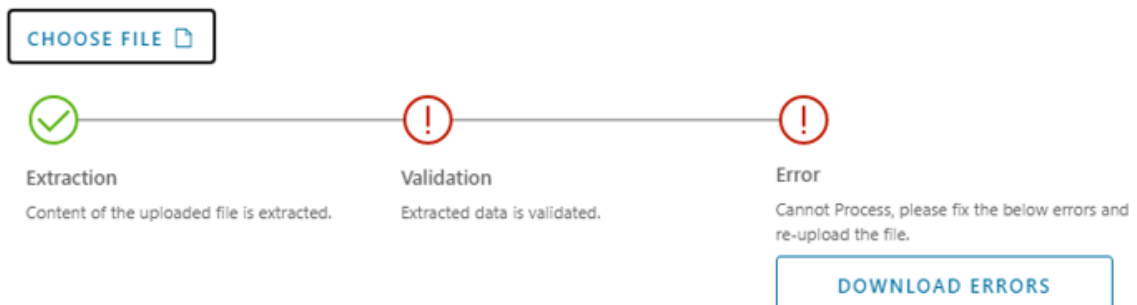 CHOOSE FILE
Extraction
Content of the uploaded file is extracted.
Validation
Extracted data is validated.
Error
Cannot Process, please fix the below errors and
re-upload the file.
DOWNLOAD ERRORS